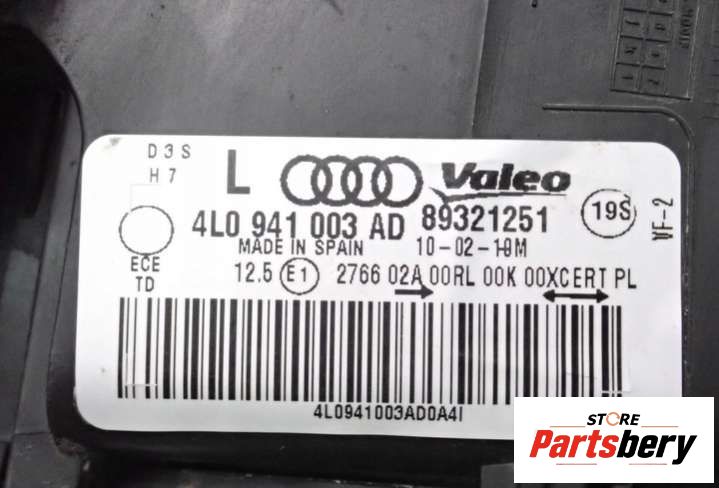 D3S
H7
L Valeo
4L0 941 003 AD 89321251
19S
VF-2
MADE IN SPAIN 10-02-10M
ECE
TD
12.5 E1 2766 02A 00RL 00K 00XCERT PL
4L0941003AD0A4I
STORE
Partsbery